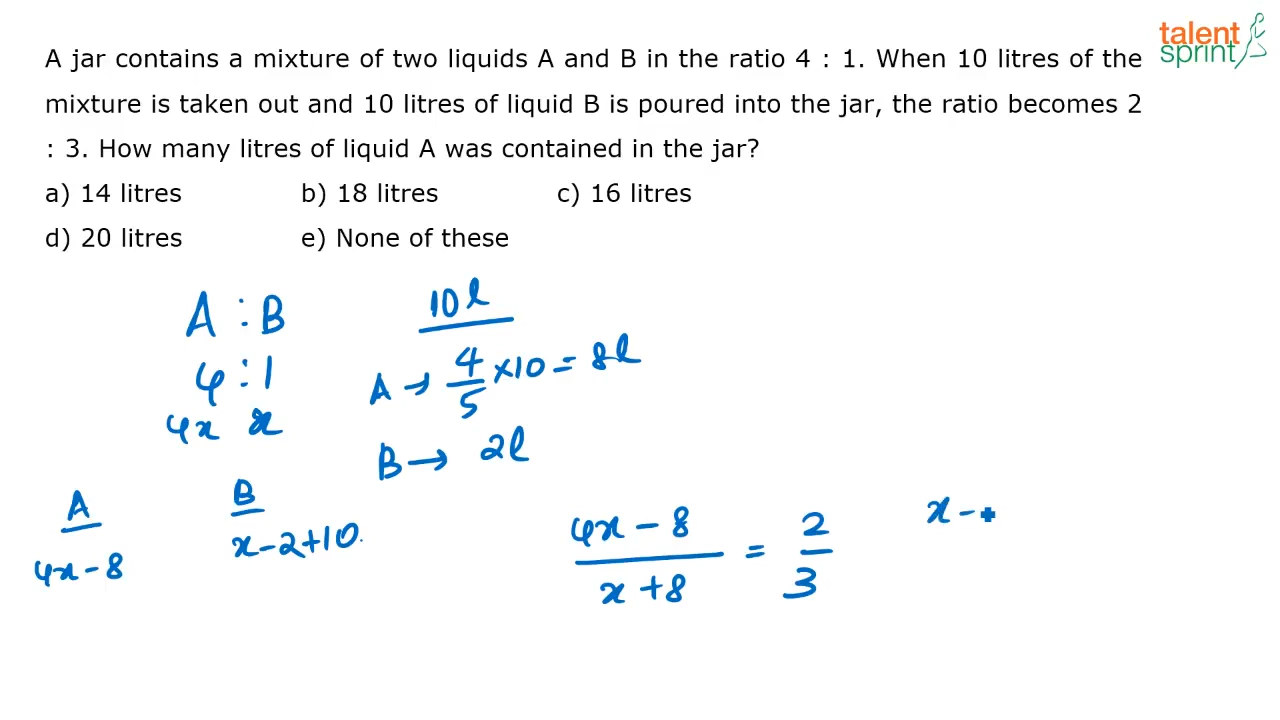 talent
sprint
A jar contains a mixture of two liquids A and B in the ratio 4 : 1. When 10 litres of the
mixture is taken out and 10 litres of liquid B is poured into the jar, the ratio becomes 2
: 3. How many litres of liquid A was contained in the jar?
a) 14 litres b) 18 litres c) 16 litres
d) 20 litres e) None of these
A : B
4 : 1
4x x
10l
A → 4/5 × 10 = 8l
B → 2l
A B
4x - 8 x - 2 + 10
4x - 8 / x + 8 = 2 / 3
x -